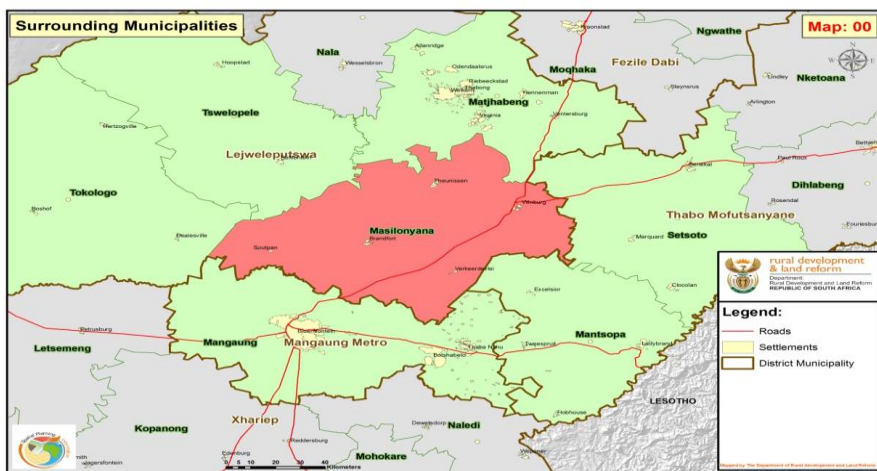 Surrounding Municipalities
Map: 00
Nala
Wesselsbron
Hoopstad
Adanridge
Odendaalsrus
Riebeeckstad
Thabong
Welkom
Matjhabeng
Virginia
Hennenman
Ventersburg
Kroonstad
Moqhaka
Ngwathe
Fezile Dabi
Steynsrus
Nketoana
Lindley
Arlington
Tswelopele
Hertzogville
Lejweleputswa
Tokologo
Boshof
Dealesville
Soutpan
Masilonyana
Brandfort
Theunissen
Winburg
Verkeerdevlei
Senekal
Paul Roux
Dihlabeng
Rosendal
Fouriesburg
Thabo Mofutsanyane
Setsoto
Marquard
Clocolan
Excelsior
Mantsopa
Tweespruit
Ladybrand
Hobhouse
LESOTHO
Petrusburg
Letsemeng
Mangaung
Mangaung Metro
Bloemfontein
Botshabelo
Thaba Nchu
Xhariep
Kopanong
Reddersburg
Edenburg
Jagersfontein
Mohokare
Dewetsdorp
Naledi
Wepener
0 5 10 20 30 40
Kilometers
rural development
& land reform
Department:
Rural Development and Land Reform
REPUBLIC OF SOUTH AFRICA
Legend:
Roads
Settlements
District Municipality
Mapped by The Department of Rural development and Land Reform